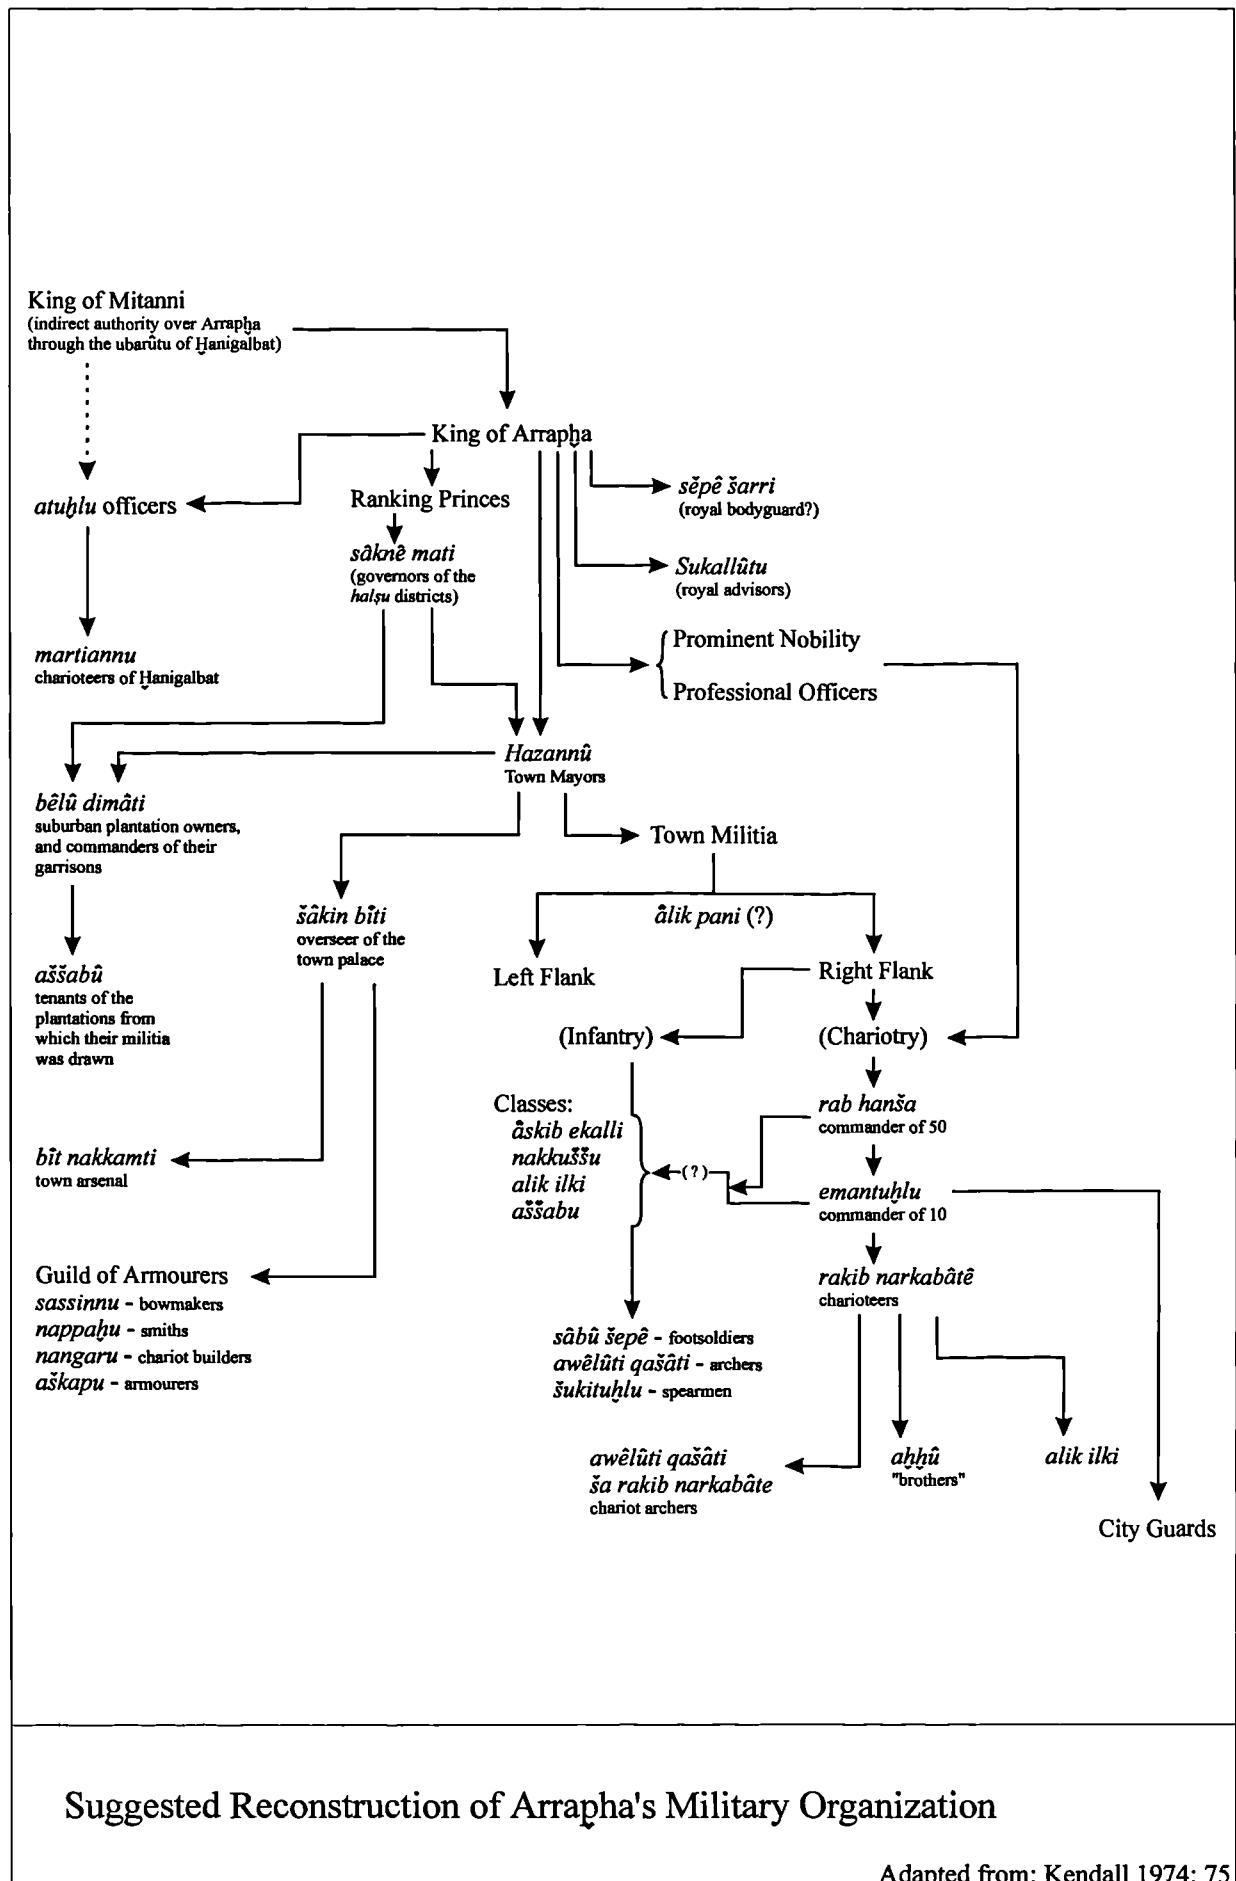 King of Mitanni
(indirect authority over Arrapḫa
through the ubarûtu of Ḫanigalbat)
King of Arrapḫa
atuḫlu officers
Ranking Princes
sâknê mati
(governors of the
halṣu districts)
sĕpê šarri
(royal bodyguard?)
Sukallûtu
(royal advisors)
Prominent Nobility
Professional Officers
martiannu
charioteers of Ḫanigalbat
Hazannû
Town Mayors
bêlû dimâti
suburban plantation owners,
and commanders of their
garrisons
Town Militia
šâkin bîti
overseer of the
town palace
âlik pani (?)
aššabû
tenants of the
plantations from
which their militia
was drawn
Left Flank
Right Flank
(Infantry)
(Chariotry)
Classes:
åskib ekalli
nakkuššu
alik ilki
aššabu
rab hanša
commander of 50
bît nakkamti
town arsenal
(?)
emantuḫlu
commander of 10
Guild of Armourers
sassinnu - bowmakers
nappaḫu - smiths
nangaru - chariot builders
aškapu - armourers
rakib narkabâtê
charioteers
sâbû šepê - footsoldiers
awêlûti qašâti - archers
šukituḫlu - spearmen
awêlûti qašâti
ša rakib narkabâte
chariot archers
aḫḫû
"brothers"
alik ilki
City Guards
Suggested Reconstruction of Arrapḫa's Military Organization
Adapted from: Kendall 1974: 75